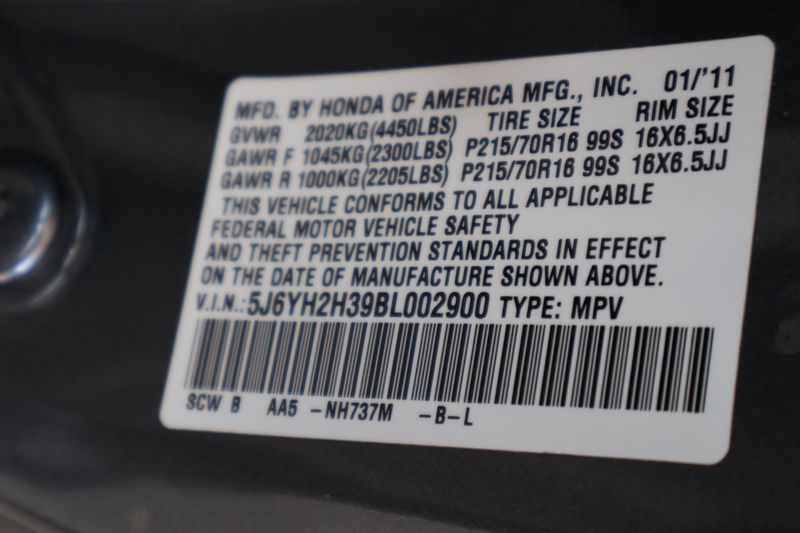 MFD. BY HONDA OF AMERICA MFG., INC. 01/'11
GVWR 2020KG(4450LBS) TIRE SIZE RIM SIZE
GAWR F 1045KG(2300LBS) P215/70R16 99S 16X6.5JJ
GAWR R 1000KG(2205LBS) P215/70R16 99S 16X6.5JJ
THIS VEHICLE CONFORMS TO ALL APPLICABLE
FEDERAL MOTOR VEHICLE SAFETY
AND THEFT PREVENTION STANDARDS IN EFFECT
ON THE DATE OF MANUFACTURE SHOWN ABOVE.
V.I.N.: 5J6YH2H39BL002900 TYPE: MPV
SCW B AA5 -NH737M -B-L